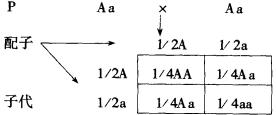 P Aa × Aa
配子 1/2A 1/2a
1/2A 1/4AA 1/4Aa
子代 1/2a 1/4Aa 1/4aa